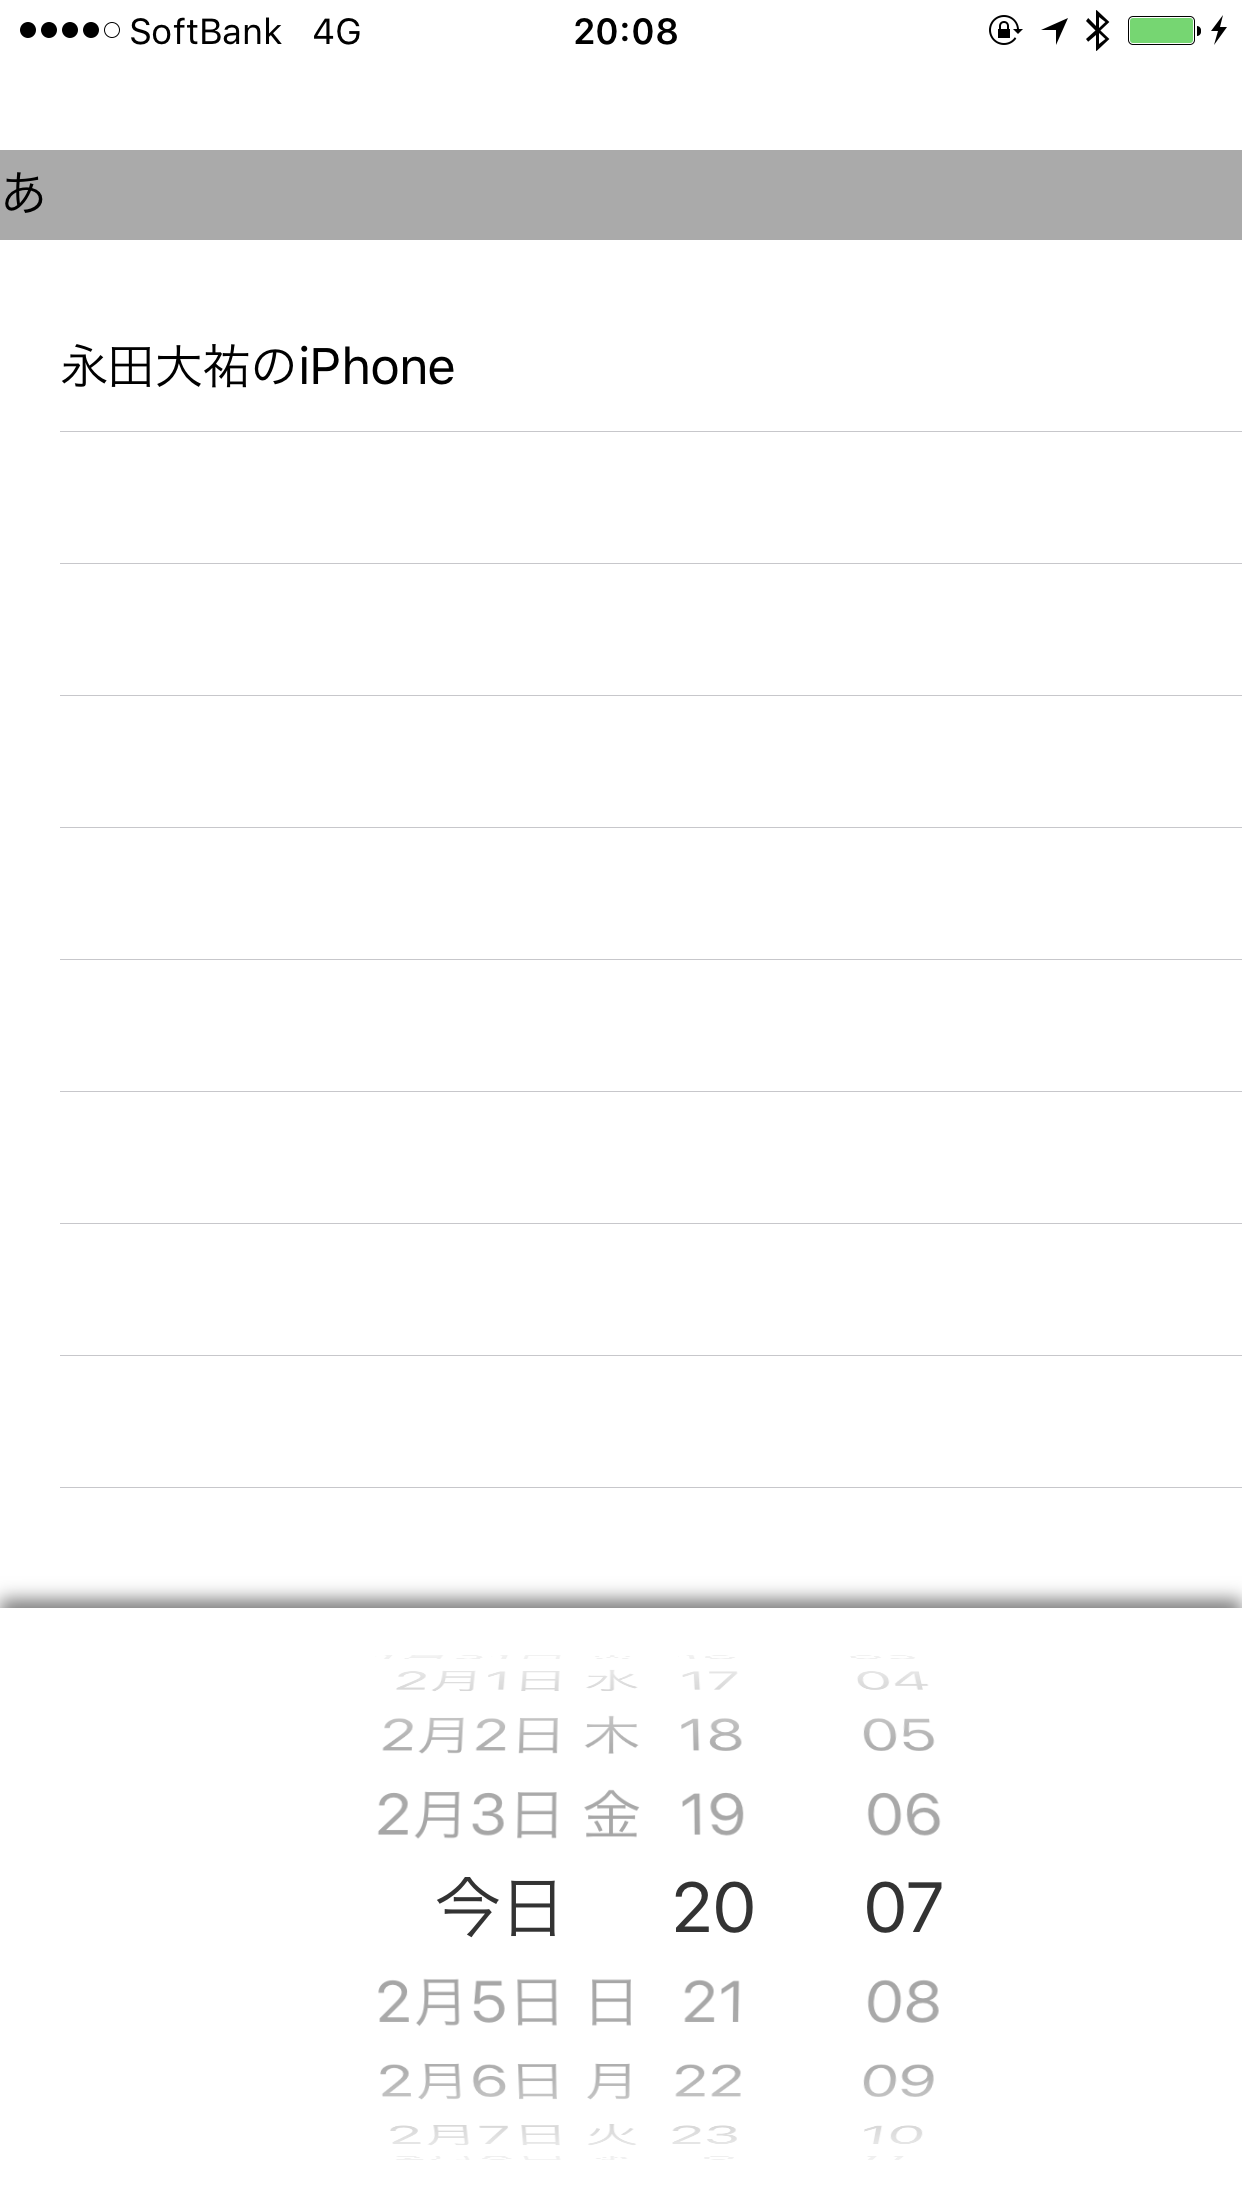 SoftBank 4G 20:08
あ
永田大祐のiPhone
2月1日 水 17 04
2月2日 木 18 05
2月3日 金 19 06
今日 20 07
2月5日 日 21 08
2月6日 月 22 09
2月7日 火 23 10